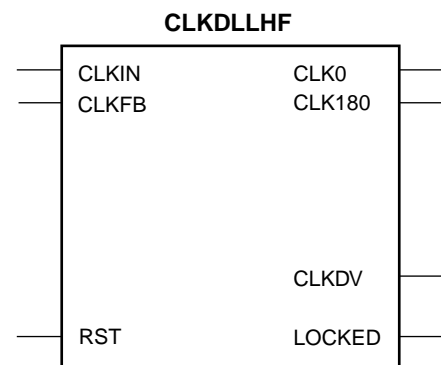 CLKDLLHF
CLKIN CLK0
CLKFB CLK180
CLKDV
RST LOCKED